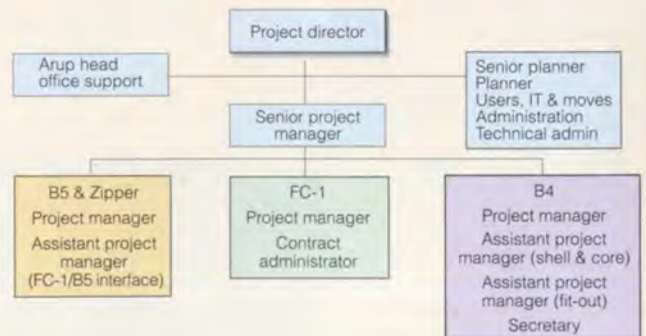 Project director
Arup head
office support
Senior planner
Planner
Users, IT & moves
Administration
Technical admin
Senior project
manager
B5 & Zipper
Project manager
Assistant project
manager
(FC-1/B5 interface)
FC-1
Project manager
Contract
administrator
B4
Project manager
Assistant project
manager (shell & core)
Assistant project
manager (fit-out)
Secretary